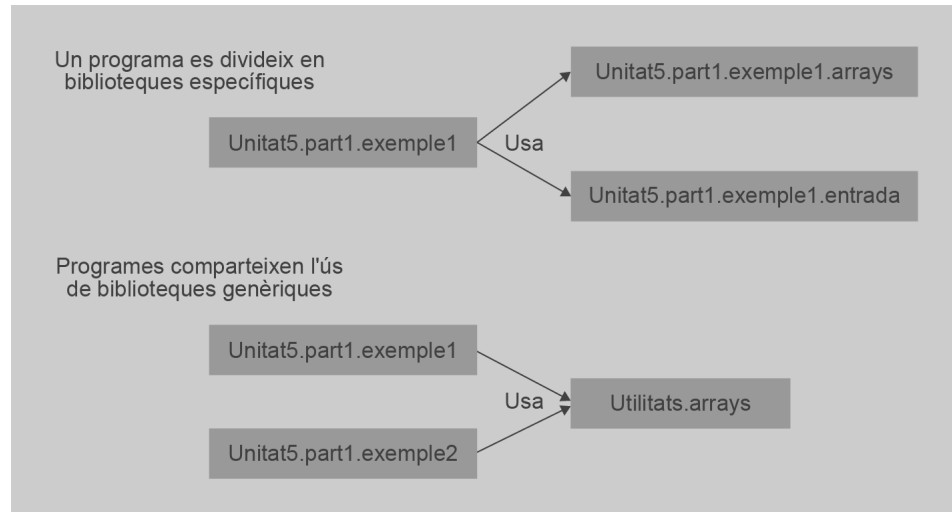 Un programa es divideix en
biblioteques específiques
Unitat5.part1.exemple1.arrays
Unitat5.part1.exemple1
Usa
Unitat5.part1.exemple1.entrada
Programes comparteixen l'ús
de biblioteques genèriques
Unitat5.part1.exemple1
Usa
Utilitats.arrays
Unitat5.part1.exemple2